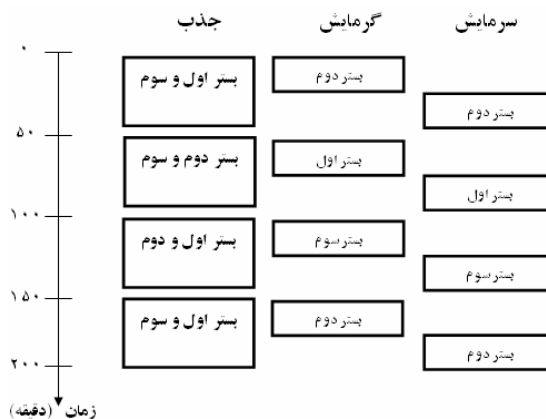 جذب گرمایش سرمایش
۰
بستر اول و سوم بستر دوم
بستر دوم
۵۰
بستر دوم و سوم بستر اول
بستر اول
۱۰۰
بستر اول و دوم بستر سوم
بستر سوم
۱۵۰
بستر اول و سوم بستر دوم
بستر دوم
۲۰۰
زمان (دقیقه)